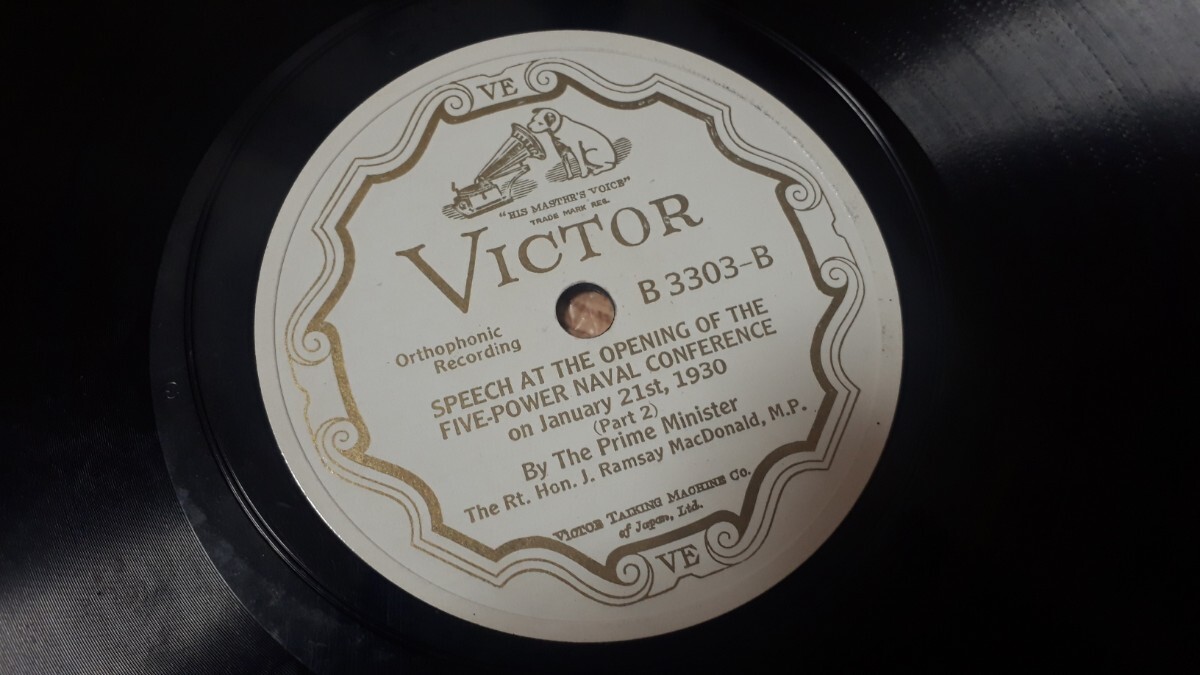 VE
"HIS MASTER'S VOICE"
TRADE MARK REG.
VICTOR
B 3303-B
Orthophonic
Recording
SPEECH AT THE OPENING OF THE
FIVE-POWER NAVAL CONFERENCE
on January 21st, 1930
(Part 2)
By The Prime Minister
The Rt. Hon. J. Ramsay MacDonald, M.P.
VICTOR TALKING MACHINE CO.
of Japan, Ltd.
VE